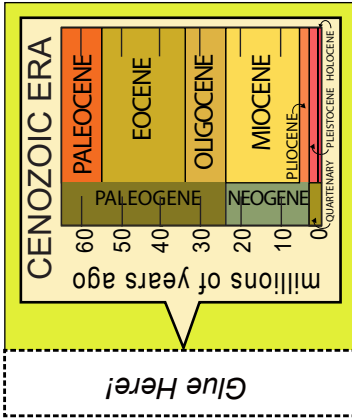 CENOZOIC ERA
PALEOCENE
EOCENE
OLIGOCENE
MIOCENE
PLIOCENE
PLEISTOCENE
HOLOCENE
PALEOGENE
NEOGENE
QUARTENARY
60
50
40
30
20
10
0
millions of years ago
Glue Here!